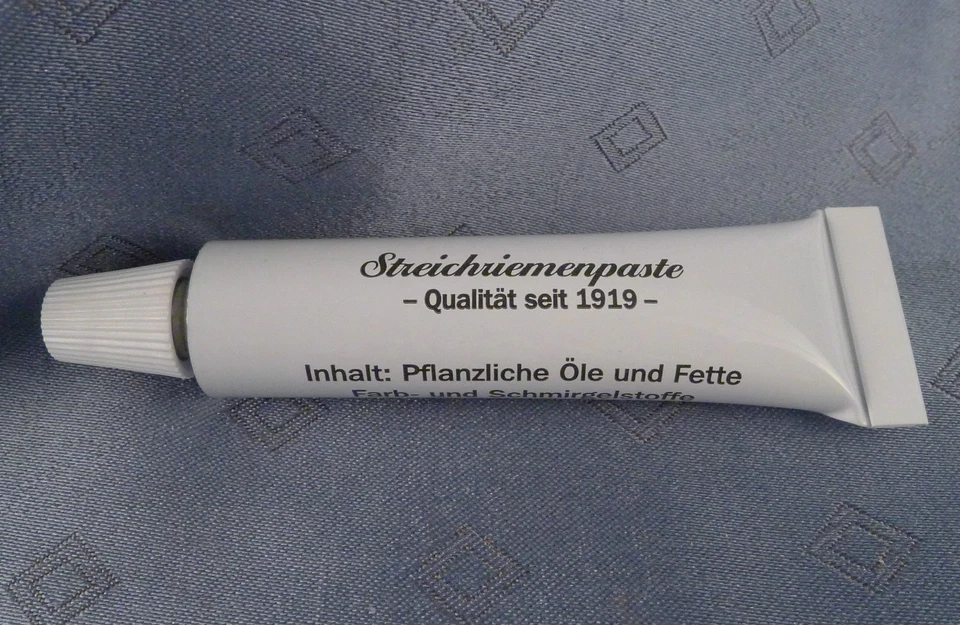 Streichriemenpaste
– Qualität seit 1919 –
Inhalt: Pflanzliche Öle und Fette
Farb- und Schmirgelstoffe